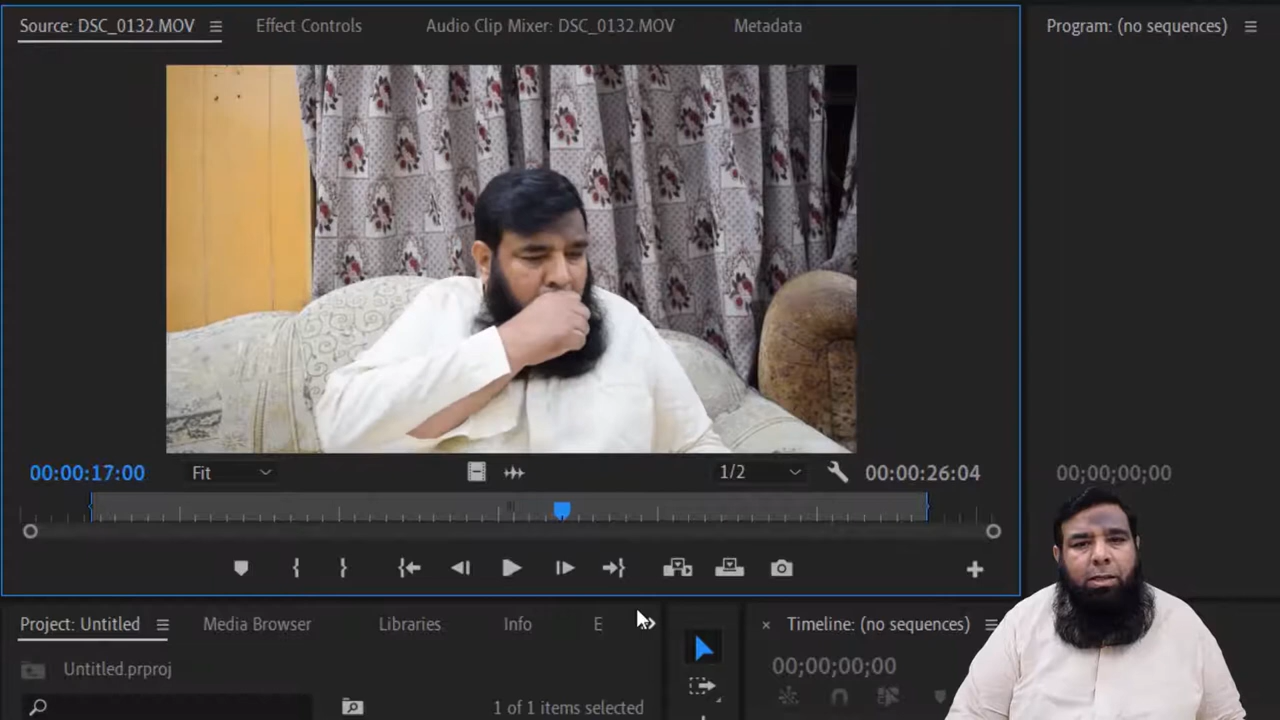 Source: DSC_0132.MOV Effect Controls Audio Clip Mixer: DSC_0132.MOV Metadata Program: (no sequences)
00:00:17:00 Fit 1/2 00:00:26:04 00;00;00;00
Project: Untitled Media Browser Libraries Info E Timeline: (no sequences)
Untitled.prproj 00;00;00;00
1 of 1 items selected